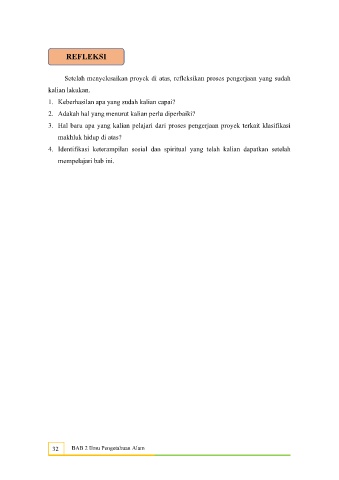 REFLEKSI
Setelah menyelesaikan proyek di atas, refleksikan proses pengerjaan yang sudah
kalian lakukan.
1. Keberhasilan apa yang sudah kalian capai?
2. Adakah hal yang menurut kalian perlu diperbaiki?
3. Hal baru apa yang kalian pelajari dari proses pengerjaan proyek terkait klasifikasi
makhluk hidup di atas?
4. Identifikasi keterampilan sosial dan spiritual yang telah kalian dapatkan setelah
mempelajari bab ini.
52 BAB 2 Ilmu Pengetahuan Alam